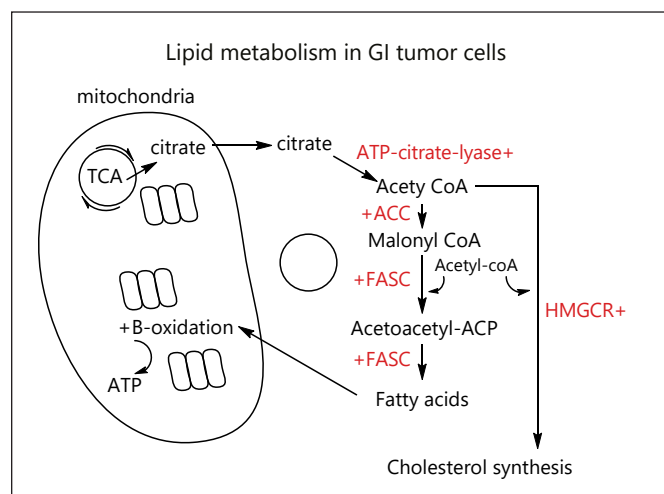 Lipid metabolism in GI tumor cells
mitochondria
citrate
citrate
ATP-citrate-lyase+
TCA
Acety CoA
+ACC
Malonyl CoA
Acetyl-coA
+FASC
HMGCR+
+B-oxidation
Acetoacetyl-ACP
+FASC
ATP
Fatty acids
Cholesterol synthesis